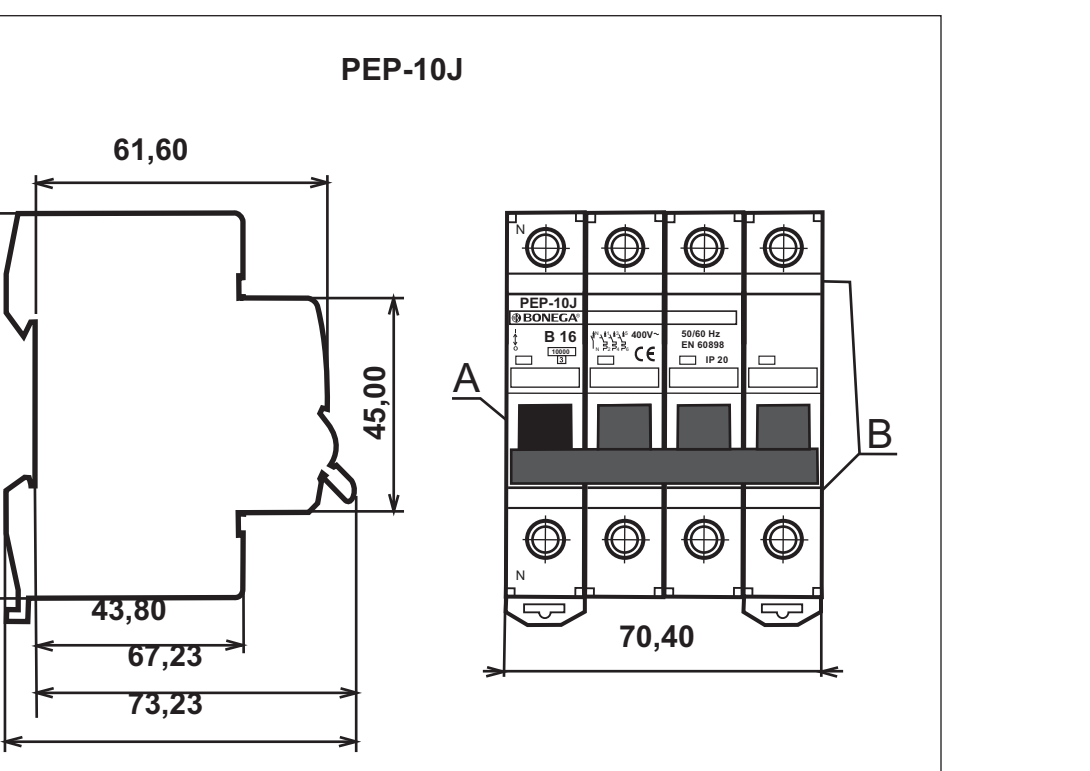 PEP-10J
61,60
45,00
43,80
67,23
73,23
N
PEP-10J
BONEGA®
B 16
10000
3
400V~
CE
50/60 Hz
EN 60898
IP 20
A
B
N
70,40